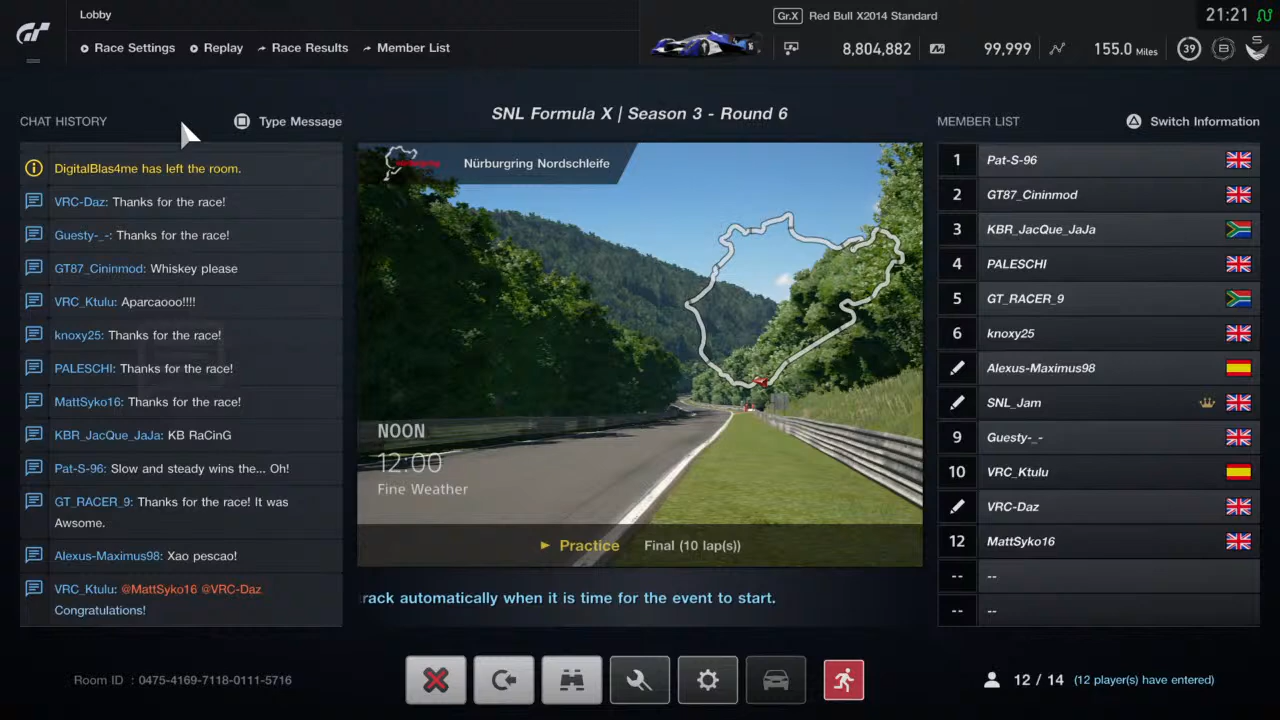 Lobby
Race Settings
Replay
Race Results
Member List
Gr.X
Red Bull X2014 Standard
8,804,882
99,999
155.0 Miles
21:21
39
B
S
CHAT HISTORY
Type Message
DigitalBlas4me has left the room.
VRC-Daz: Thanks for the race!
Guesty-_-: Thanks for the race!
GT87_Cininmod: Whiskey please
VRC_Ktulu: Aparcaooo!!!!
knoxy25: Thanks for the race!
PALESCHI: Thanks for the race!
MattSyko16: Thanks for the race!
KBR_JacQue_JaJa: KB RaCinG
Pat-S-96: Slow and steady wins the... Oh!
GT_RACER_9: Thanks for the race! It was
Awsome.
Alexus-Maximus98: Xao pescao!
VRC_Ktulu: @MattSyko16 @VRC-Daz
Congratulations!
SNL Formula X | Season 3 - Round 6
Nürburgring Nordschleife
NOON
12:00
Fine Weather
Practice
Final (10 lap(s))
rack automatically when it is time for the event to start.
MEMBER LIST
Switch Information
1 Pat-S-96
2 GT87_Cininmod
3 KBR_JacQue_JaJa
4 PALESCHI
5 GT_RACER_9
6 knoxy25
Alexus-Maximus98
SNL_Jam
9 Guesty-_-
10 VRC_Ktulu
VRC-Daz
12 MattSyko16
-- --
-- --
Room ID : 0475-4169-7118-0111-5716
12 / 14 (12 player(s) have entered)